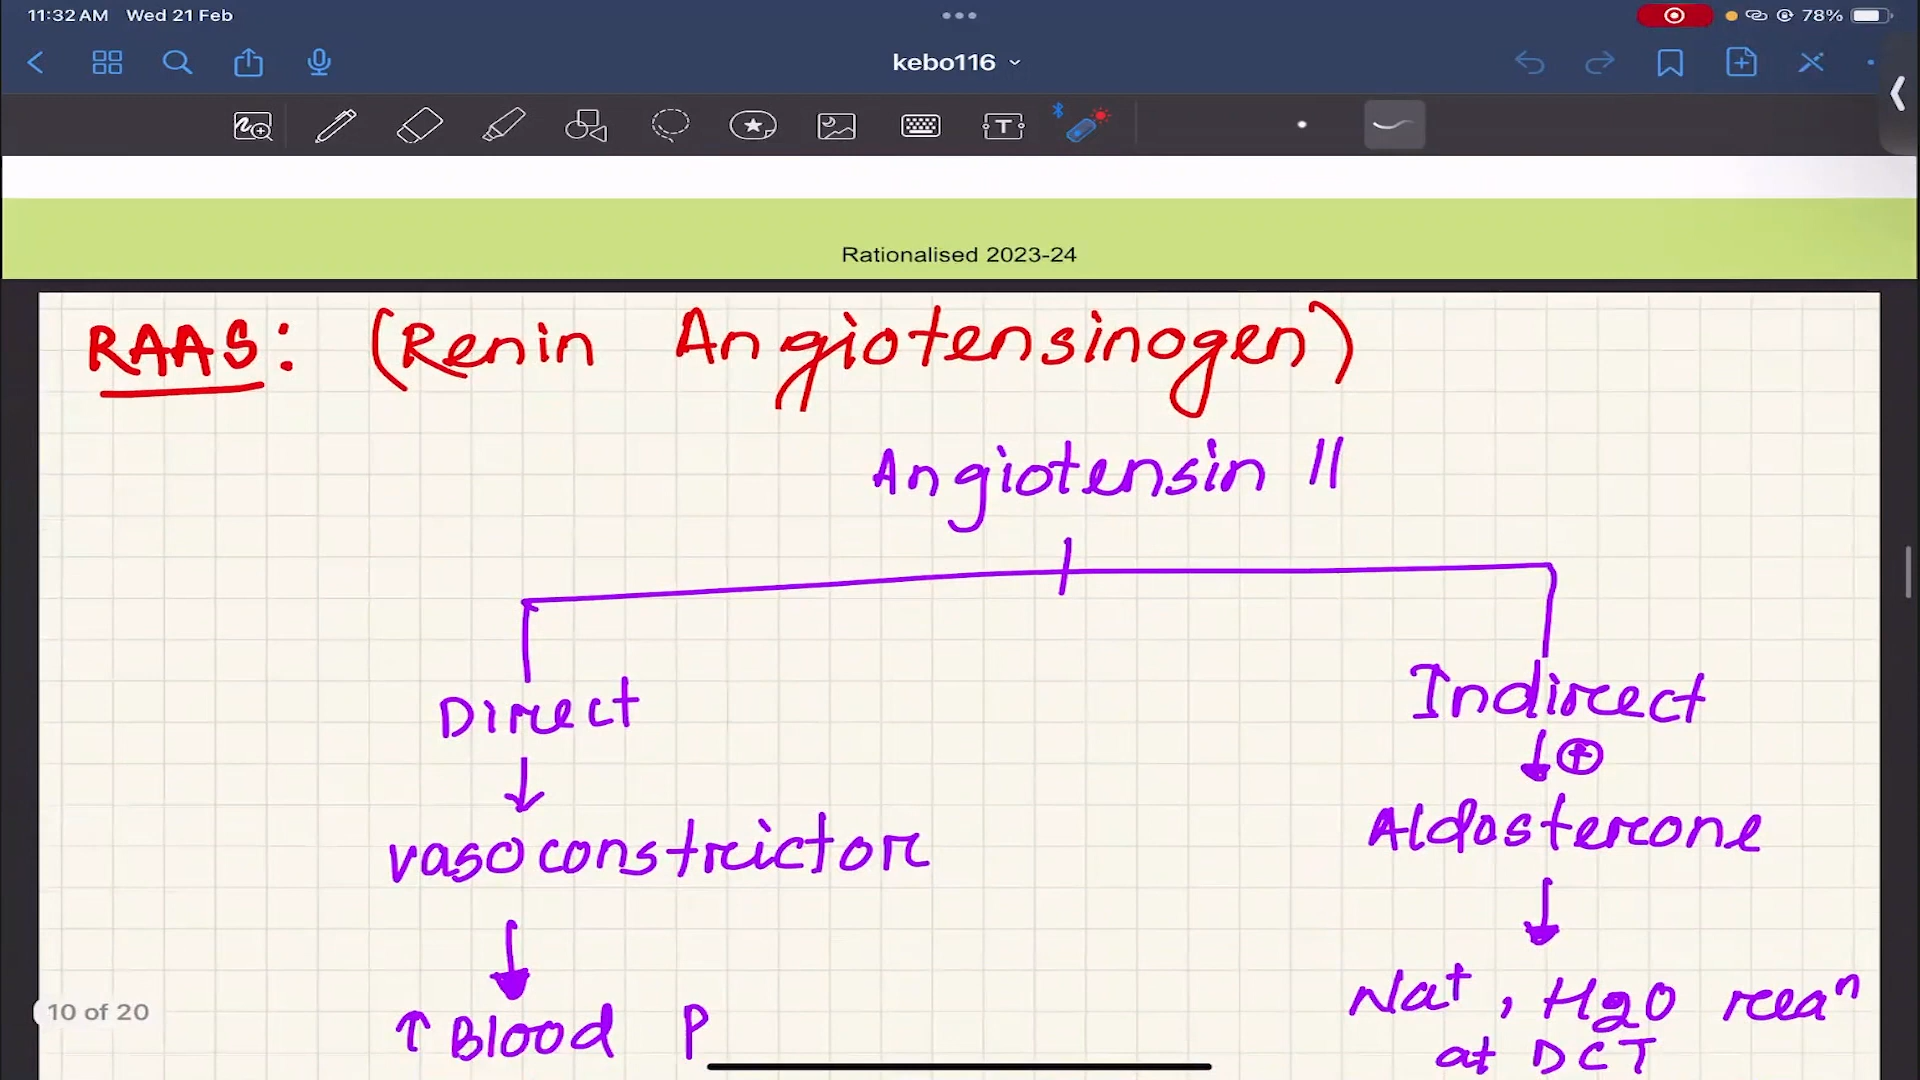 11:32 AM Wed 21 Feb
78%
kebo116
T
Rationalised 2023-24
RAAS: (Renin Angiotensinogen)
Angiotensin II
Direct
Indirect
vasoconstrictor
Aldosterone
↑ Blood P
Na+, H2O rean
at DCT
10 of 20